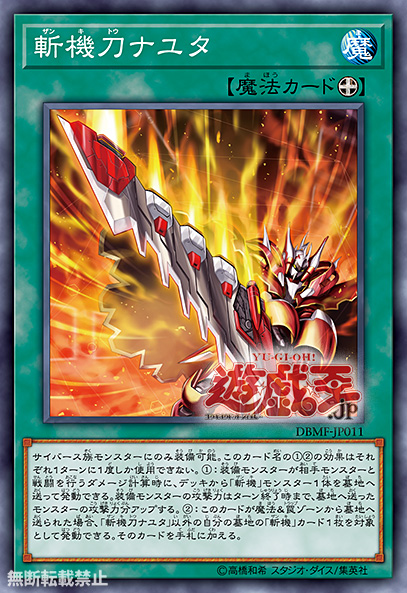 ザンキトウ
斬機刀ナユタ
魔
まほう
【魔法カード】
YU-GI-OH!
遊戯王.jp
DBMF-JP011
サイバース族モンスターにのみ装備可能。このカード名の①②の効果はそれ
ぞれ1ターンに1度しか使用できない。①：装備モンスターが相手モンスターと
戦闘を行うダメージ計算時に、デッキから「斬機」モンスター1体を墓地へ
送って発動できる。装備モンスターの攻撃力はターン終了時まで、墓地へ送った
モンスターの攻撃力分アップする。②：このカードが魔法＆罠ゾーンから墓地へ
送られた場合、「斬機刀ナユタ」以外の自分の墓地の「斬機」カード1枚を対象
として発動できる。そのカードを手札に加える。
無断転載禁止
©高橋和希 スタジオ・ダイス/集英社